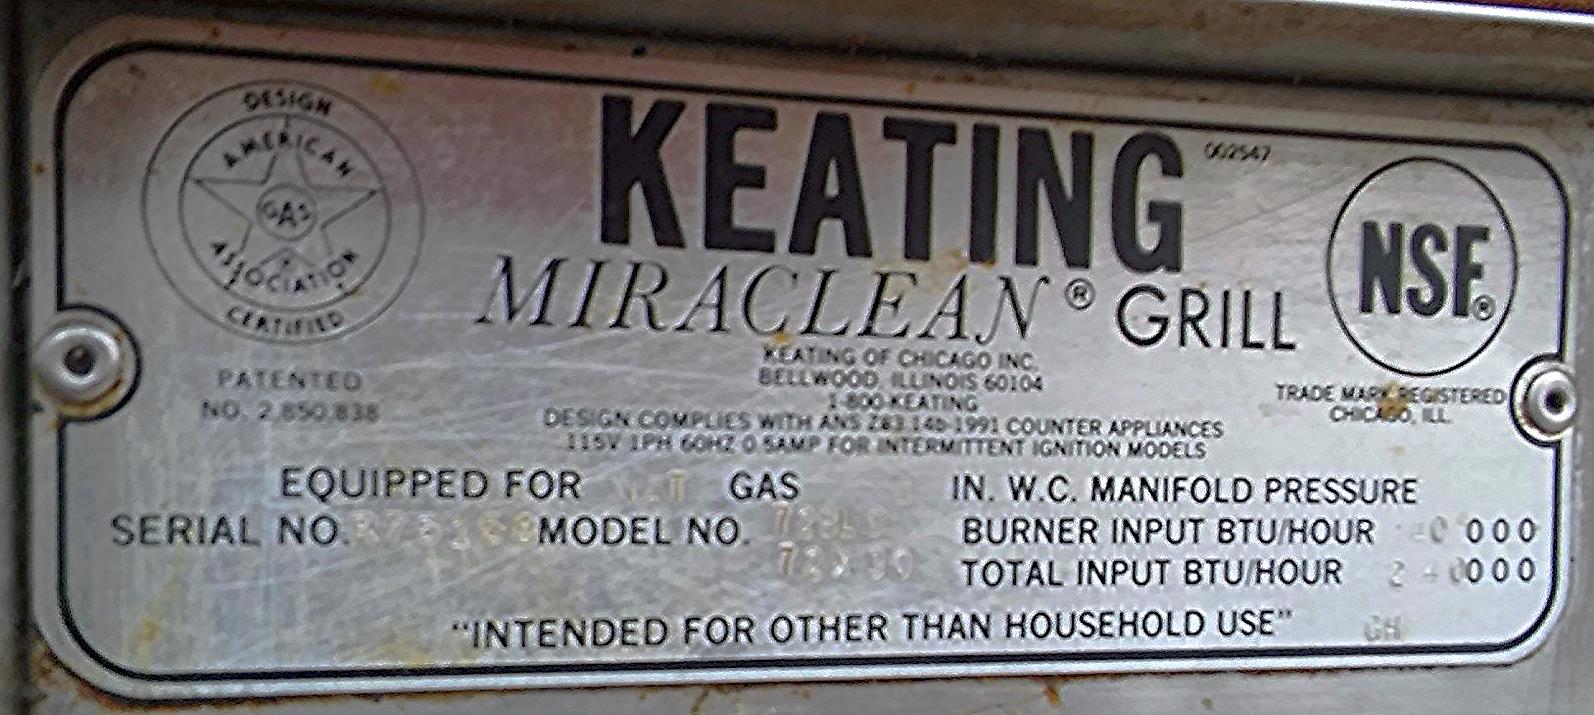 DESIGN
AMERICAN
GAS
ASSOCIATION
CERTIFIED
KEATING
002547
MIRACLEAN® GRILL
NSF®
KEATING OF CHICAGO INC.
BELLWOOD, ILLINOIS 60104
1-800-KEATING
PATENTED
NO. 2,850,838
TRADE MARK REGISTERED
CHICAGO, ILL.
DESIGN COMPLIES WITH ANS Z83.14b-1991 COUNTER APPLIANCES
115V 1PH 60HZ 0.5AMP FOR INTERMITTENT IGNITION MODELS
EQUIPPED FOR GAS IN. W.C. MANIFOLD PRESSURE
SERIAL NO. MODEL NO. BURNER INPUT BTU/HOUR 000
TOTAL INPUT BTU/HOUR 000
"INTENDED FOR OTHER THAN HOUSEHOLD USE" GH